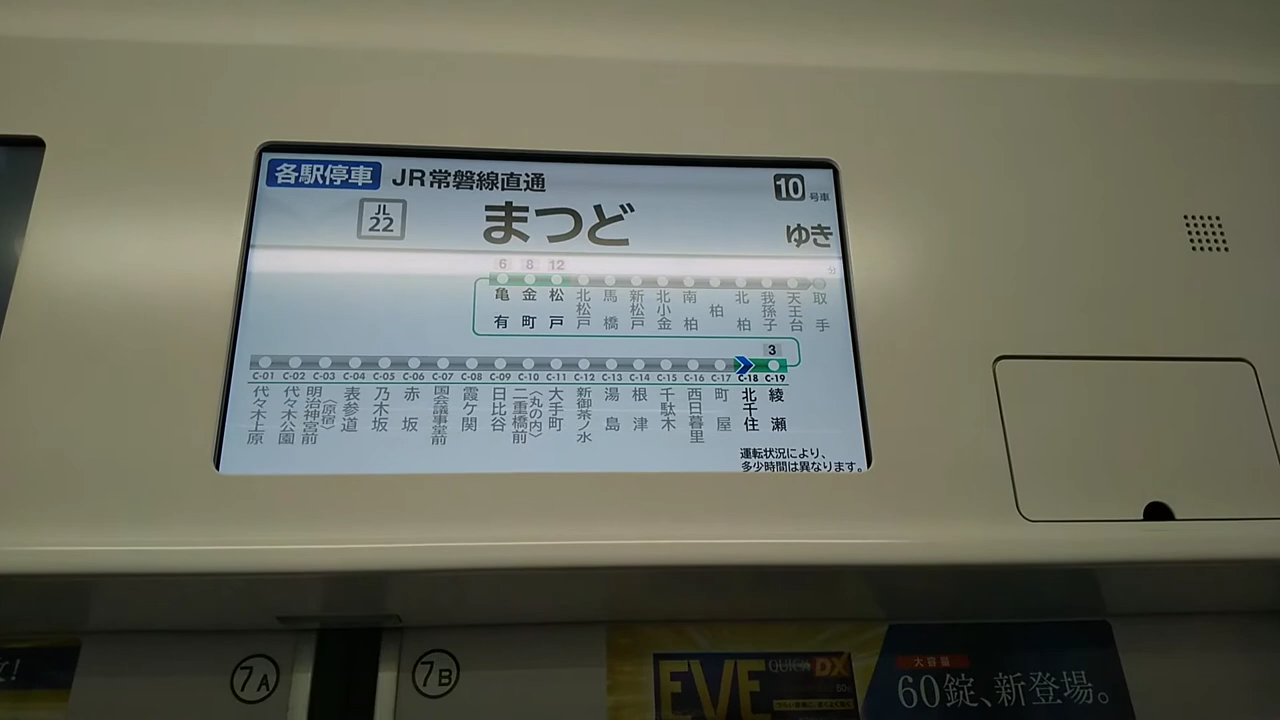 各駅停車 JR常磐線直通 10号車
JL
22 まつど ゆき
6 8 12 分
亀有 金町 松戸 北松戸 馬橋 新松戸 北小金 南柏 柏 北柏 我孫子 天王台 取手
3
C-01 C-02 C-03 C-04 C-05 C-06 C-07 C-08 C-09 C-10 C-11 C-12 C-13 C-14 C-15 C-16 C-17 C-18 C-19
代々木上原 代々木公園 明治神宮前〈原宿〉 表参道 乃木坂 赤坂 国会議事堂前 霞ケ関 日比谷 二重橋前〈丸の内〉 大手町 新御茶ノ水 湯島 根津 千駄木 西日暮里 町屋 北千住 綾瀬
運転状況により、
多少時間は異なります。
7A 7B
EVE QUICK DX
大容量
60錠、新登場。